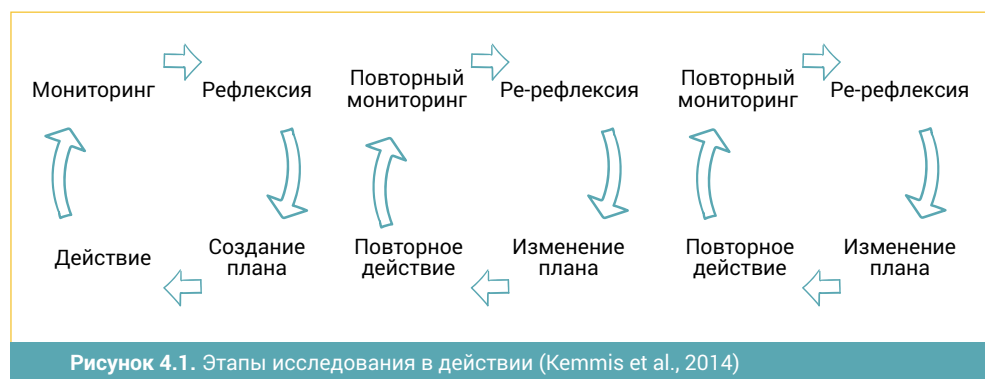 Мониторинг
Рефлексия
Повторный
мониторинг
Ре-рефлексия
Повторный
мониторинг
Ре-рефлексия
Действие
Создание
плана
Повторное
действие
Изменение
плана
Повторное
действие
Изменение
плана
Рисунок 4.1. Этапы исследования в действии (Kemmis et al., 2014)